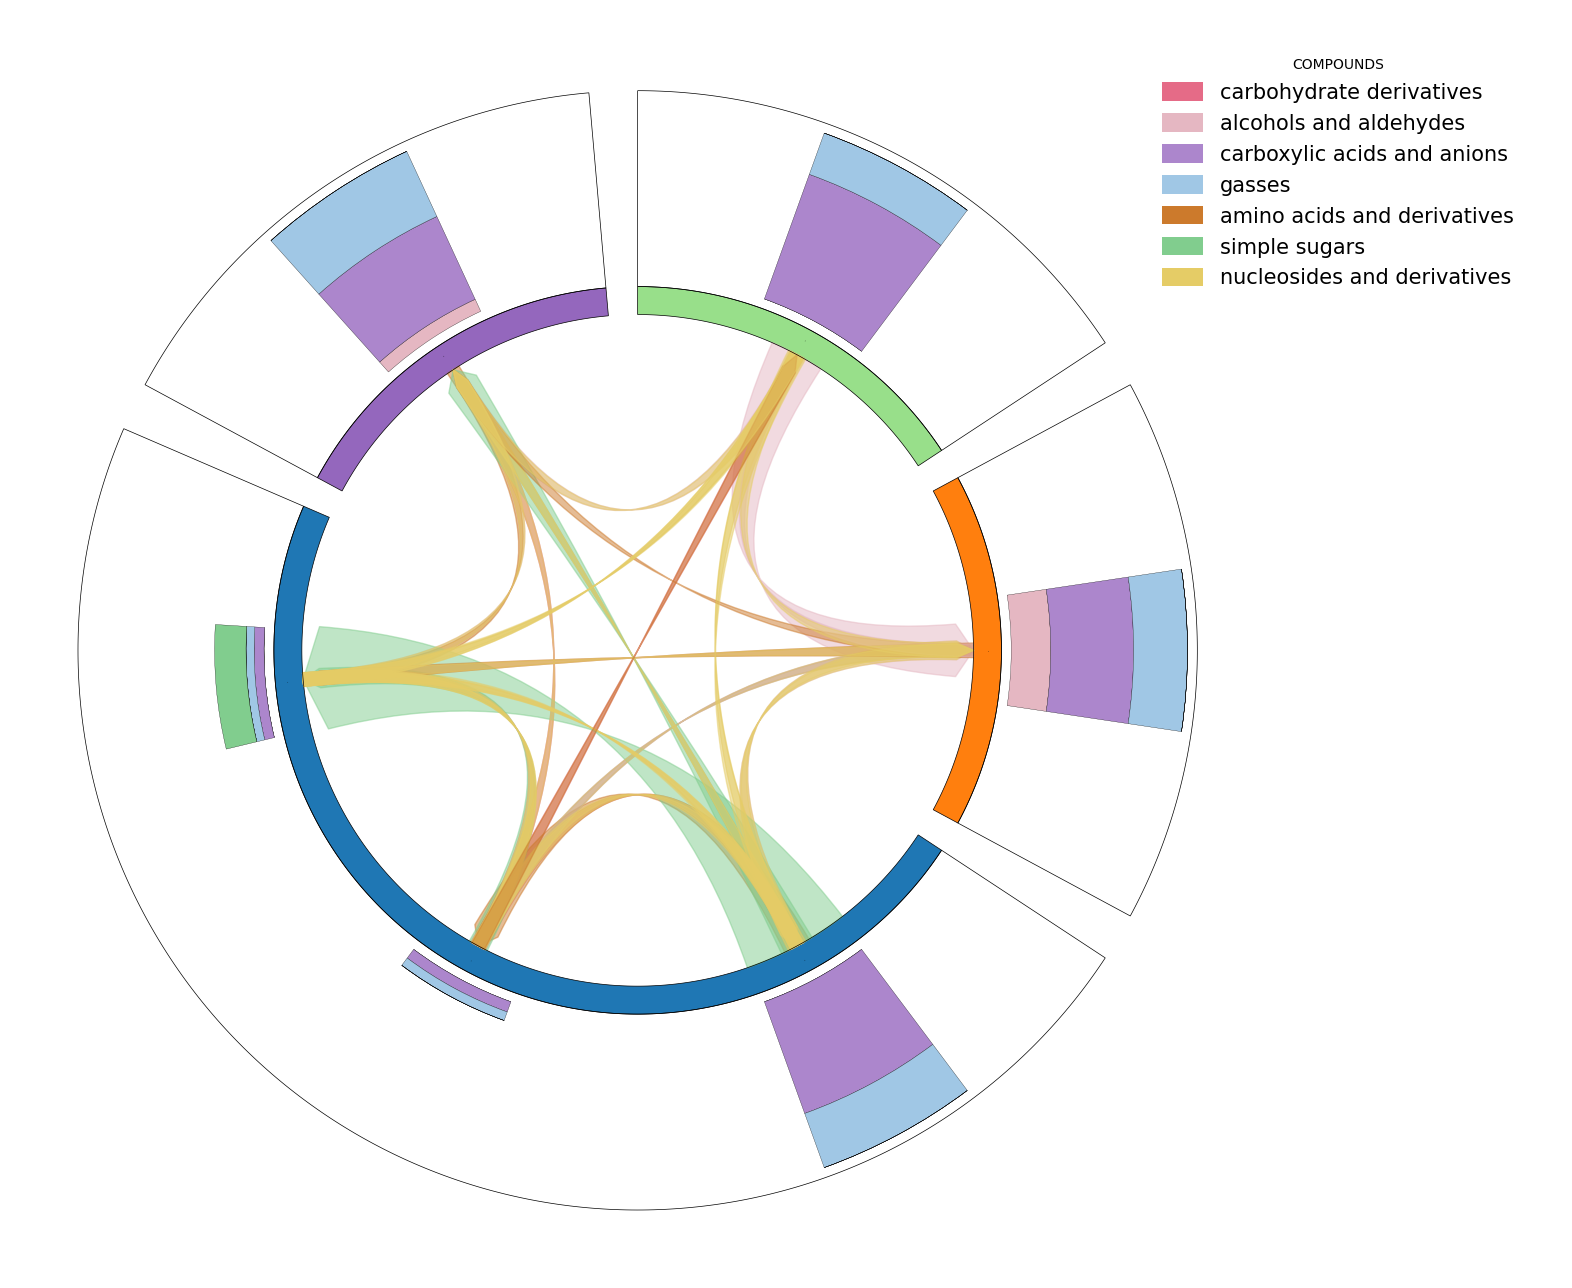 COMPOUNDS
carbohydrate derivatives
alcohols and aldehydes
carboxylic acids and anions
gasses
amino acids and derivatives
simple sugars
nucleosides and derivatives